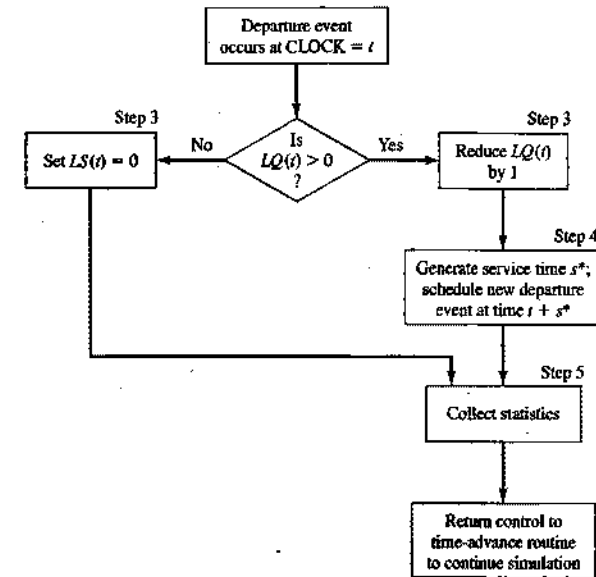 Departure event
occurs at CLOCK = t
Step 3
Set LS(t) = 0
No
Is
LQ(t) > 0
?
Yes
Step 3
Reduce LQ(t)
by 1
Step 4
Generate service time s*;
schedule new departure
event at time t + s*
Step 5
Collect statistics
Return control to
time-advance routine
to continue simulation